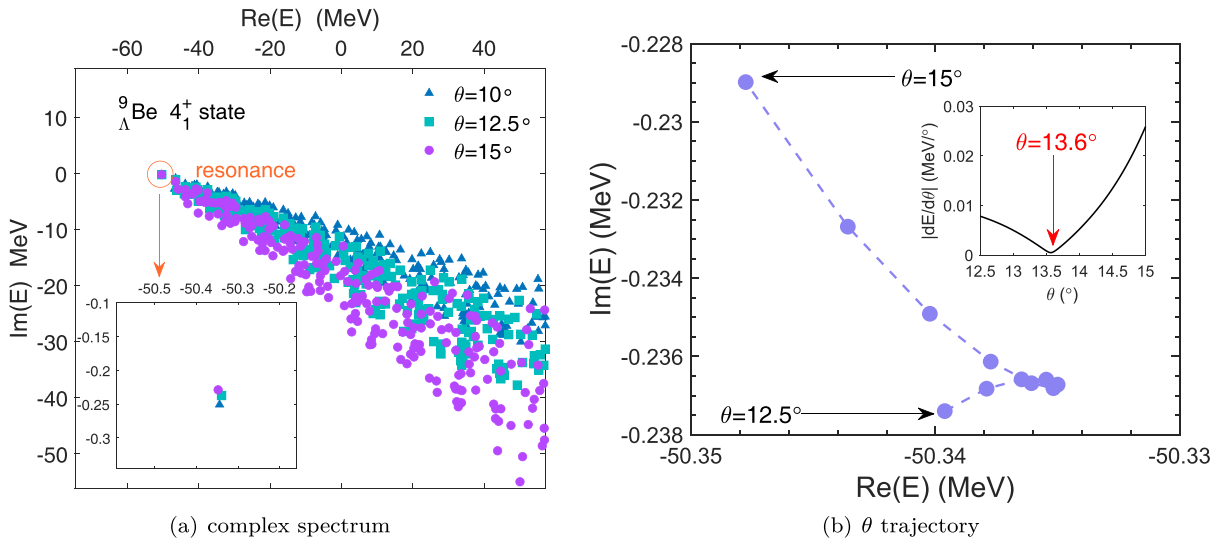 Re(E) (MeV)
-60 -40 -20 0 20 40
10
0
-10
-20
-30
-40
-50
Im(E) MeV
9
ΛBe 4+1 state
θ=10°
θ=12.5°
θ=15°
resonance
-50.5 -50.4 -50.3 -50.2
-0.1
-0.15
-0.2
-0.25
-0.3
(a) complex spectrum
-0.228
-0.23
-0.232
-0.234
-0.236
-0.238
Im(E) (MeV)
-50.35 -50.34 -50.33
Re(E) (MeV)
θ=15°
θ=12.5°
0.03
0.02
0.01
0
|dE/dθ| (MeV/°)
θ=13.6°
12.5 13 13.5 14 14.5 15
θ (°)
(b) θ trajectory